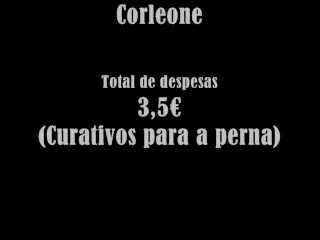 Corleone
Total de despesas
3,5€
(Curativos para a perna)